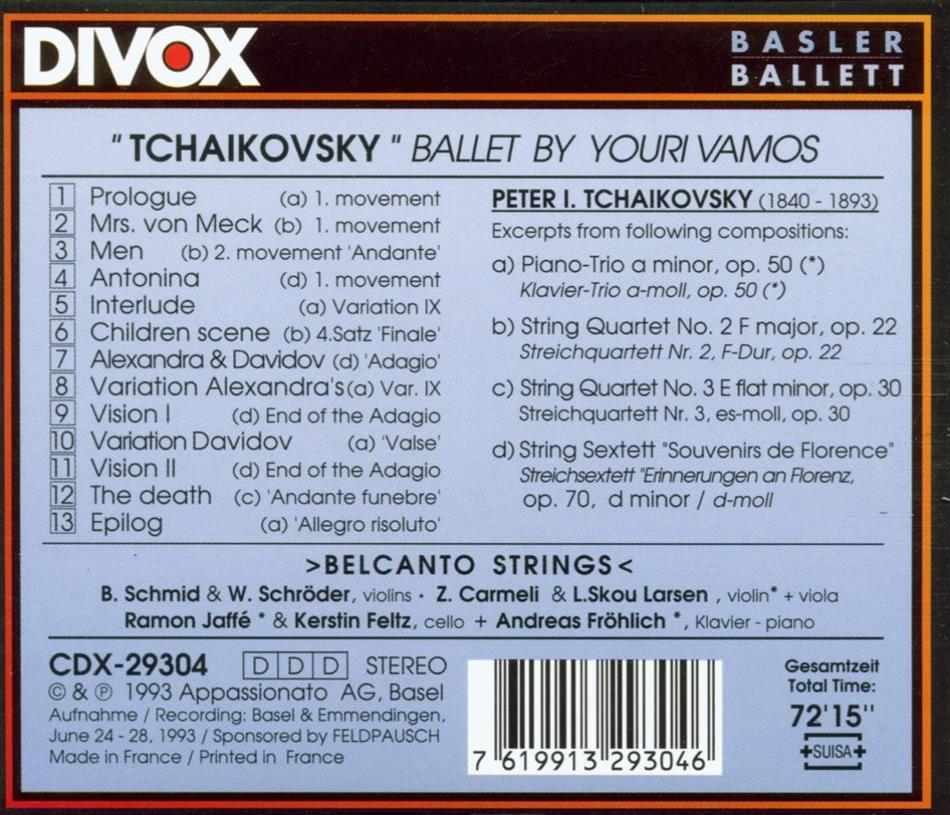 DIVOX
BASLER
BALLETT
" TCHAIKOVSKY " BALLET BY YOURI VAMOS
1 Prologue (a) 1. movement
2 Mrs. von Meck (b) 1. movement
3 Men (b) 2. movement 'Andante'
4 Antonina (d) 1. movement
5 Interlude (a) Variation IX
6 Children scene (b) 4.Satz 'Finale'
7 Alexandra & Davidov (d) 'Adagio'
8 Variation Alexandra's (a) Var. IX
9 Vision I (d) End of the Adagio
10 Variation Davidov (a) 'Valse'
11 Vision II (d) End of the Adagio
12 The death (c) 'Andante funebre'
13 Epilog (a) 'Allegro risoluto'
PETER I. TCHAIKOVSKY (1840 - 1893)
Excerpts from following compositions:
a) Piano-Trio a minor, op. 50 (*)
Klavier-Trio a-moll, op. 50 (*)
b) String Quartet No. 2 F major, op. 22
Streichquartett Nr. 2, F-Dur, op. 22
c) String Quartet No. 3 E flat minor, op. 30
Streichquartett Nr. 3, es-moll, op. 30
d) String Sextett "Souvenirs de Florence"
Streichsextett "Erinnerungen an Florenz,
op. 70, d minor / d-moll
>BELCANTO STRINGS<
B. Schmid & W. Schröder, violins · Z. Carmeli & L.Skou Larsen , violin* + viola
Ramon Jaffé * & Kerstin Feltz, cello + Andreas Fröhlich *, Klavier - piano
CDX-29304 DDD STEREO
© & ℗ 1993 Appassionato AG, Basel
Aufnahme / Recording: Basel & Emmendingen,
June 24 - 28, 1993 / Sponsored by FELDPAUSCH
Made in France / Printed in France
7 619913 293046
Gesamtzeit
Total Time:
72'15"
SUISA